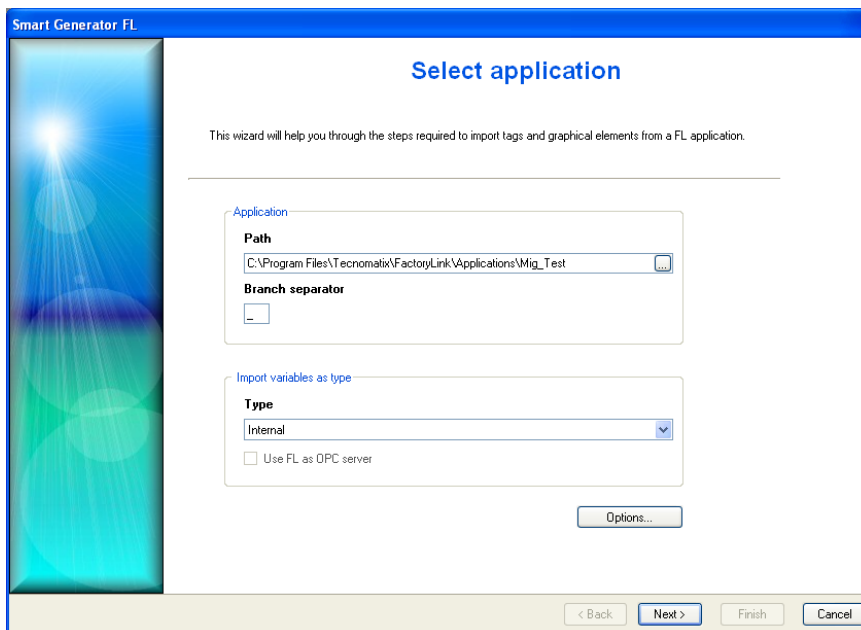 Smart Generator FL
Select application
This wizard will help you through the steps required to import tags and graphical elements from a FL application.
Application
Path
C:\Program Files\Tecnomatix\FactoryLink\Applications\Mig_Test
...
Branch separator
_
Import variables as type
Type
Internal
Use FL as OPC server
Options...
< Back Next > Finish Cancel